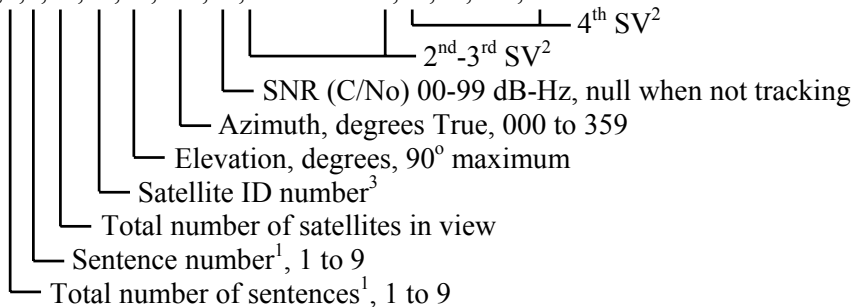 4th SV2
2nd-3rd SV2
SNR (C/No) 00-99 dB-Hz, null when not tracking
Azimuth, degrees True, 000 to 359
Elevation, degrees, 90o maximum
Satellite ID number3
Total number of satellites in view
Sentence number1, 1 to 9
Total number of sentences1, 1 to 9